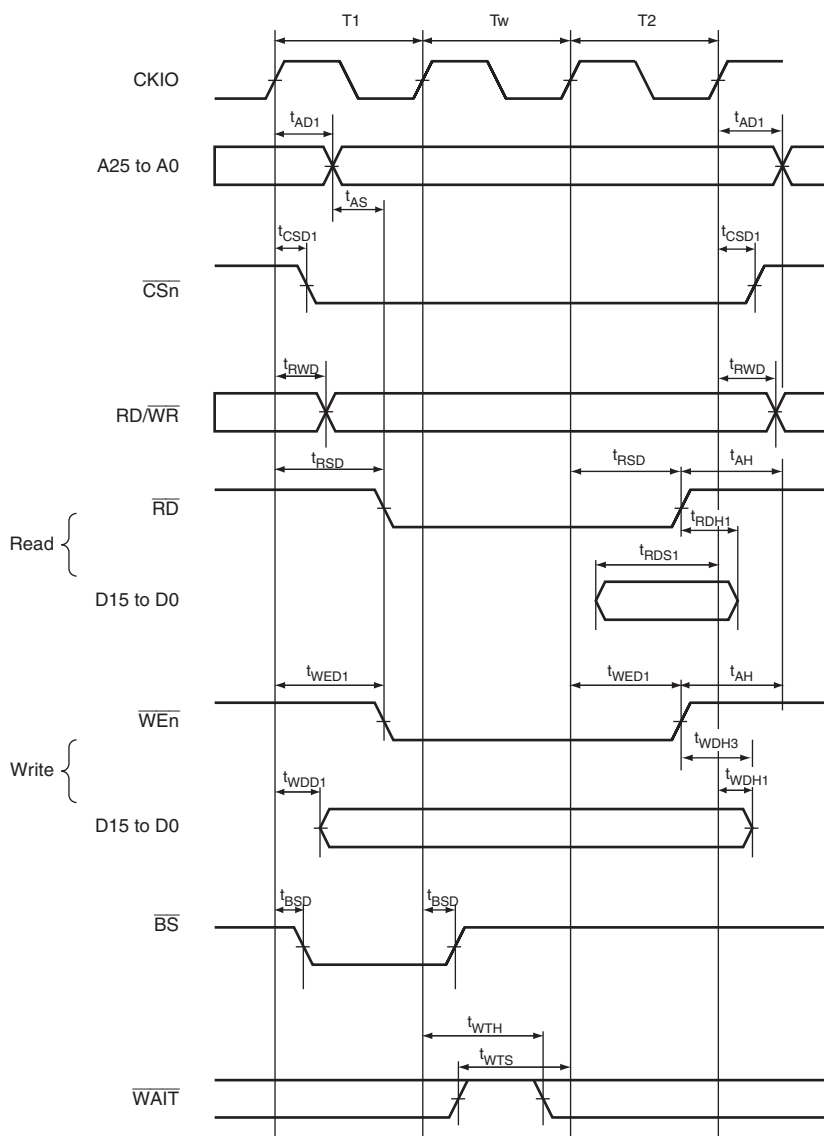 T1 Tw T2
CKIO
tAD1 tAD1
A25 to A0
tAS
tCSD1 tCSD1
CSn
tRWD tRWD
RD/WR
tRSD tRSD tAH
RD
tRDH1
Read
tRDS1
D15 to D0
tWED1 tWED1 tAH
WEn
tWDH3
Write
tWDD1 tWDH1
D15 to D0
tBSD tBSD
BS
tWTH
tWTS
WAIT